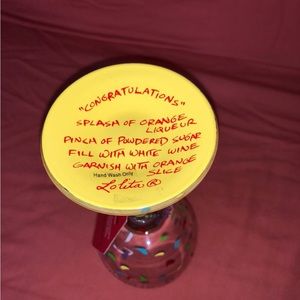 "CONGRATULATIONS"
SPLASH OF ORANGE
LIQUEUR
PINCH OF POWDERED SUGAR
FILL WITH WHITE WINE
GARNISH WITH ORANGE
SLICE
Hand Wash Only
Lolita®